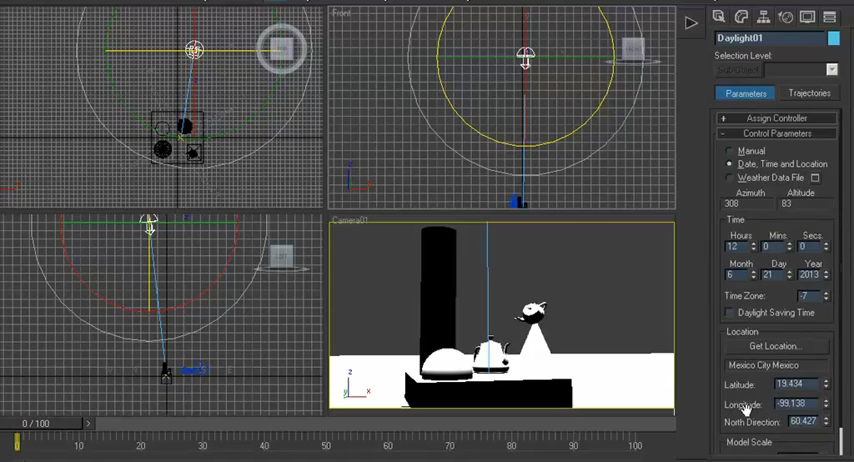 Front
Camera01
z
x
y
z
z
x
0 / 100
0
10
20
30
40
50
60
70
80
90
100
Daylight01
Selection Level:
Parameters
Trajectories
+ Assign Controller
- Control Parameters
Manual
Date, Time and Location
Weather Data File
Azimuth Altitude
308 83
Time
Hours Mins. Secs.
12 0 0
Month Day Year
6 21 2013
Time Zone: -7
Daylight Saving Time
Location
Get Location...
Mexico City Mexico
Latitude: 19.434
Longitude: -99.138
North Direction: 60.427
Model Scale